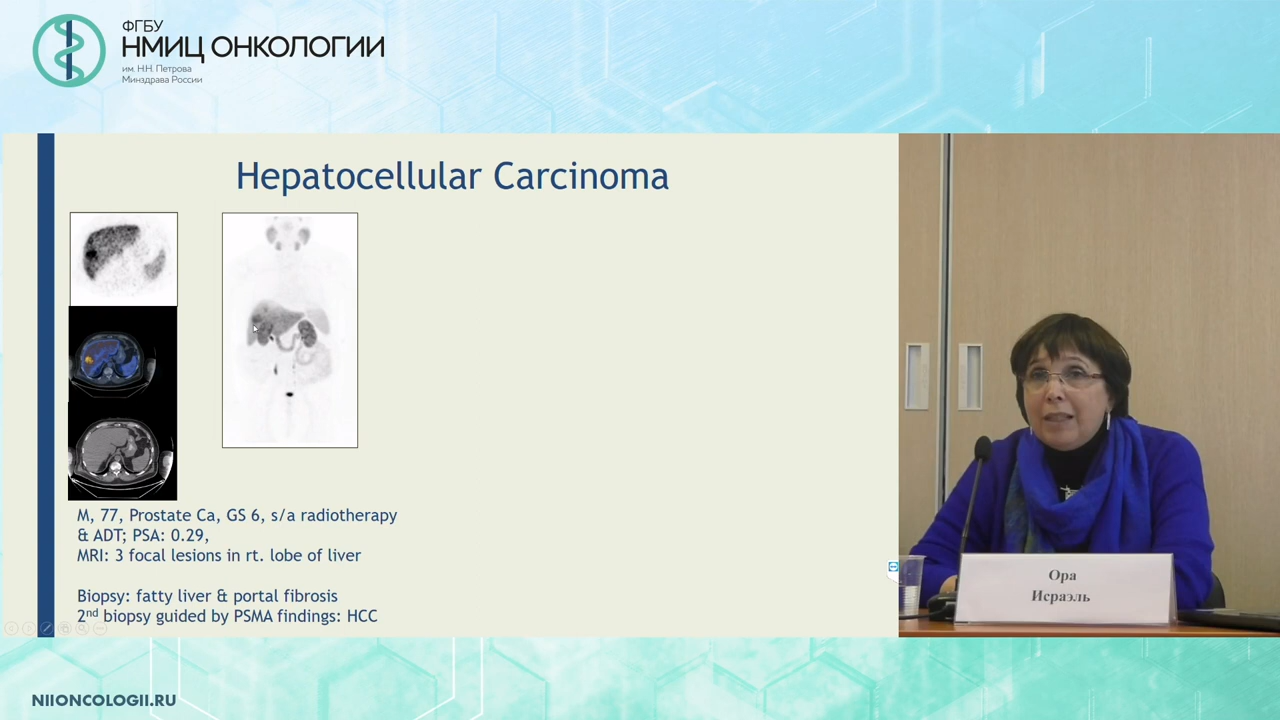 ФГБУ
НМИЦ ОНКОЛОГИИ
им. Н.Н. Петрова
Минздрава России
Hepatocellular Carcinoma
M, 77, Prostate Ca, GS 6, s/a radiotherapy
& ADT; PSA: 0.29,
MRI: 3 focal lesions in rt. lobe of liver
Biopsy: fatty liver & portal fibrosis
2nd biopsy guided by PSMA findings: HCC
Ора
Исраэль
NIIONCOLOGII.RU